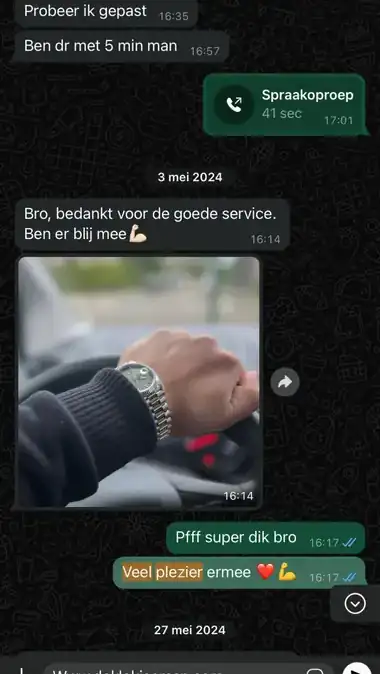 Probeer ik gepast 16:35
Ben dr met 5 min man 16:57
Spraakoproep
41 sec 17:01
3 mei 2024
Bro, bedankt voor de goede service.
Ben er blij mee💪🏻 16:14
16:14
Pfff super dik bro 16:17
Veel plezier ermee ❤️💪 16:17
27 mei 2024